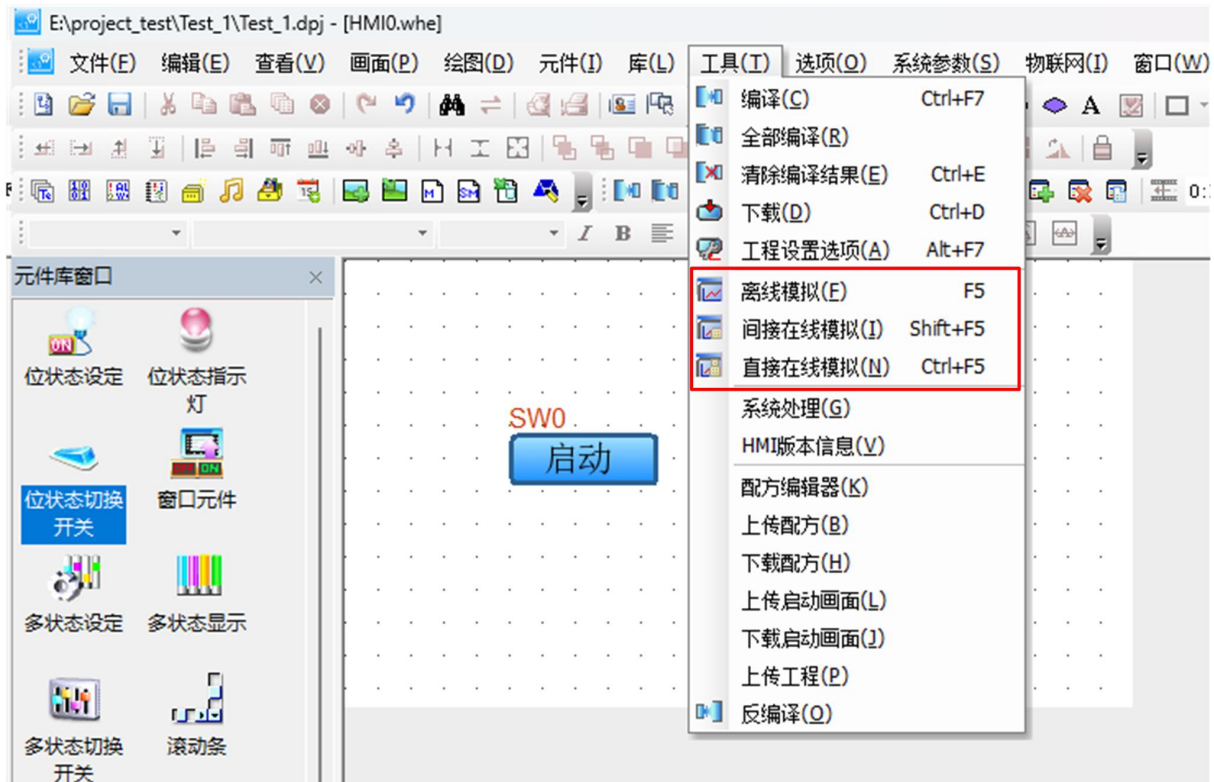 E:\project_test\Test_1\Test_1.dpj - [HMI0.whe]
文件(F) 编辑(E) 查看(V) 画面(P) 绘图(D) 元件(I) 库(L) 工具(T) 选项(O) 系统参数(S) 物联网(I) 窗口(W)
编译(C) Ctrl+F7
全部编译(R)
清除编译结果(E) Ctrl+E
下载(D) Ctrl+D
工程设置选项(A) Alt+F7
离线模拟(F) F5
间接在线模拟(I) Shift+F5
直接在线模拟(N) Ctrl+F5
系统处理(G)
HMI版本信息(V)
配方编辑器(K)
上传配方(B)
下载配方(H)
上传启动画面(L)
下载启动画面(J)
上传工程(P)
反编译(O)
元件库窗口
位状态设定
位状态指示
灯
位状态切换
开关
窗口元件
多状态设定
多状态显示
多状态切换
开关
滚动条
SW0
启动